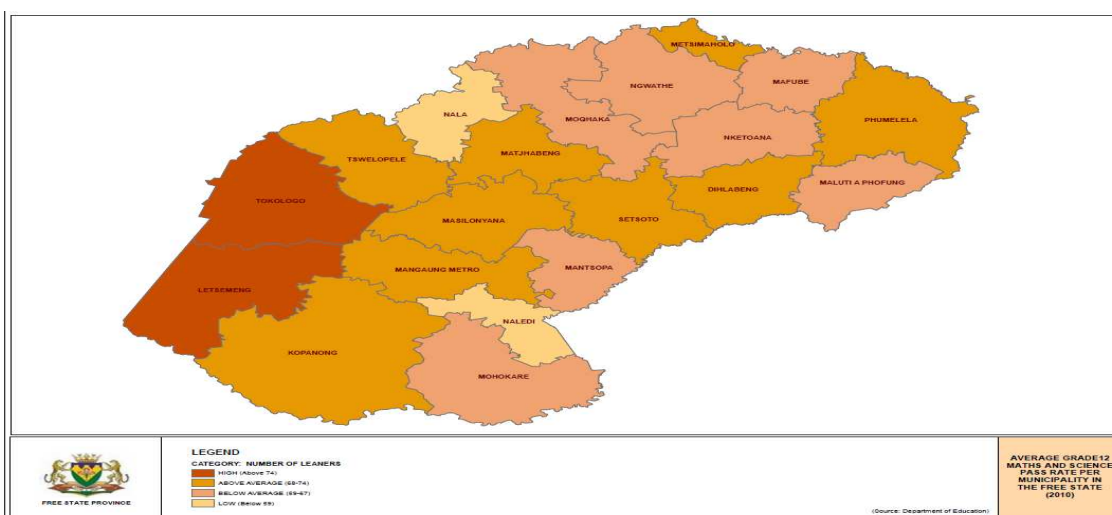 METSIMAHOLO
NGWATHE
MAFUBE
NALA
MOQHAKA
PHUMELELA
NKETOANA
MATJHABENG
TSWELOPELE
MALUTI A PHOFUNG
DIHLABENG
TOKOLOGO
MASILONYANA
SETSOTO
MANGAUNG METRO
MANTSOPA
LETSEMENG
NALEDI
KOPANONG
MOHOKARE
FREE STATE PROVINCE
LEGEND
CATEGORY: NUMBER OF LEANERS
HIGH (Above 74)
ABOVE AVERAGE (68-74)
BELOW AVERAGE (59-67)
LOW (Below 59)
(Source: Department of Education)
AVERAGE GRADE12
MATHS AND SCIENCE
PASS RATE PER
MUNICIPALITY IN
THE FREE STATE
(2010)